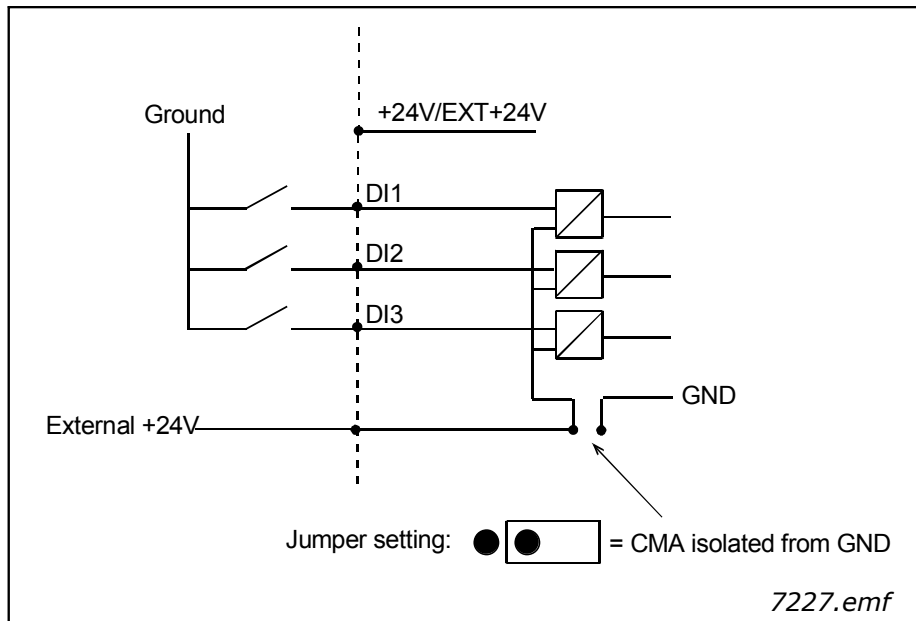 Ground
+24V/EXT+24V
DI1
DI2
DI3
GND
External +24V
Jumper setting: = CMA isolated from GND
7227.emf